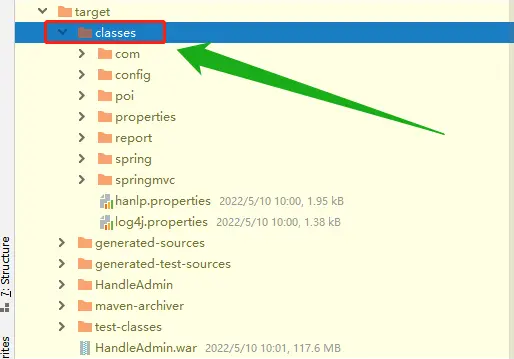 target
classes
com
config
poi
properties
report
spring
springmvc
hanlp.properties 2022/5/10 10:00, 1.95 kB
log4j.properties 2022/5/10 10:00, 1.38 kB
generated-sources
generated-test-sources
HandleAdmin
maven-archiver
test-classes
HandleAdmin.war 2022/5/10 10:01, 117.6 MB
7: Structure
rites